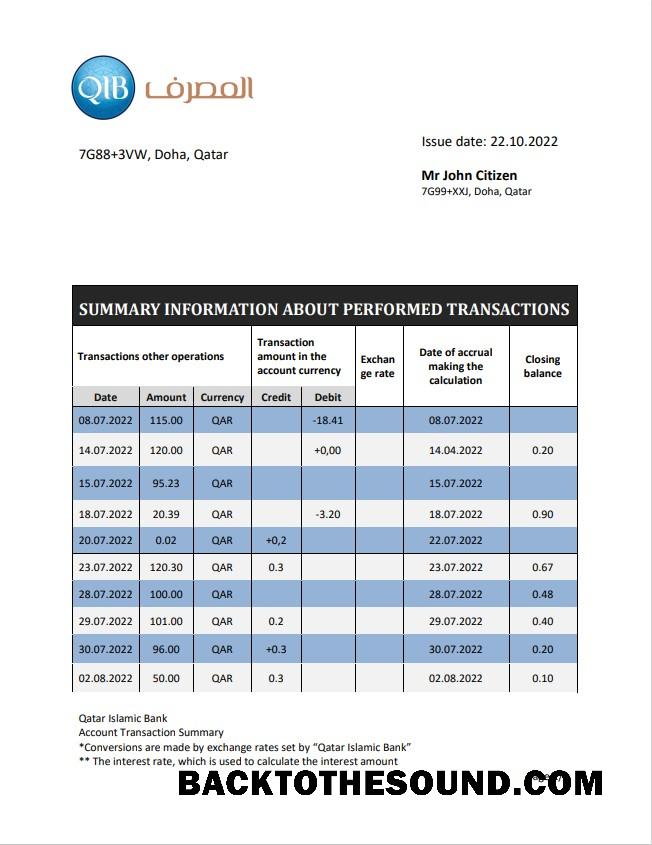 QIB المصرف
Issue date: 22.10.2022
7G88+3VW, Doha, Qatar
Mr John Citizen
7G99+XXJ, Doha, Qatar
SUMMARY INFORMATION ABOUT PERFORMED TRANSACTIONS
Transactions other operations
Transaction
amount in the
account currency
Exchan
ge rate
Date of accrual
making the
calculation
Closing
balance
Date Amount Currency Credit Debit
08.07.2022 115.00 QAR -18.41 08.07.2022
14.07.2022 120.00 QAR +0,00 14.04.2022 0.20
15.07.2022 95.23 QAR 15.07.2022
18.07.2022 20.39 QAR -3.20 18.07.2022 0.90
20.07.2022 0.02 QAR +0,2 22.07.2022
23.07.2022 120.30 QAR 0.3 23.07.2022 0.67
28.07.2022 100.00 QAR 28.07.2022 0.48
29.07.2022 101.00 QAR 0.2 29.07.2022 0.40
30.07.2022 96.00 QAR +0.3 30.07.2022 0.20
02.08.2022 50.00 QAR 0.3 02.08.2022 0.10
Qatar Islamic Bank
Account Transaction Summary
*Conversions are made by exchange rates set by “Qatar Islamic Bank”
** The interest rate, which is used to calculate the interest amount
BACKTOTHESOUND.COM